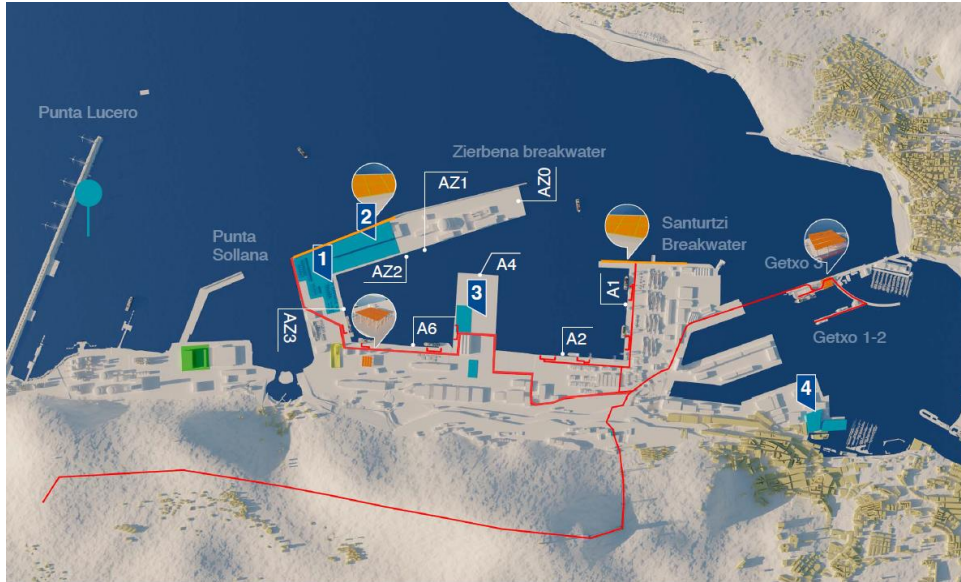 Punta Lucero
Zierbena breakwater
AZ1
AZ0
2
Punta
Sollana
Santurtzi
Breakwater
1
AZ2
A4
Getxo 3
A1
3
AZ3
A6
A2
Getxo 1-2
4